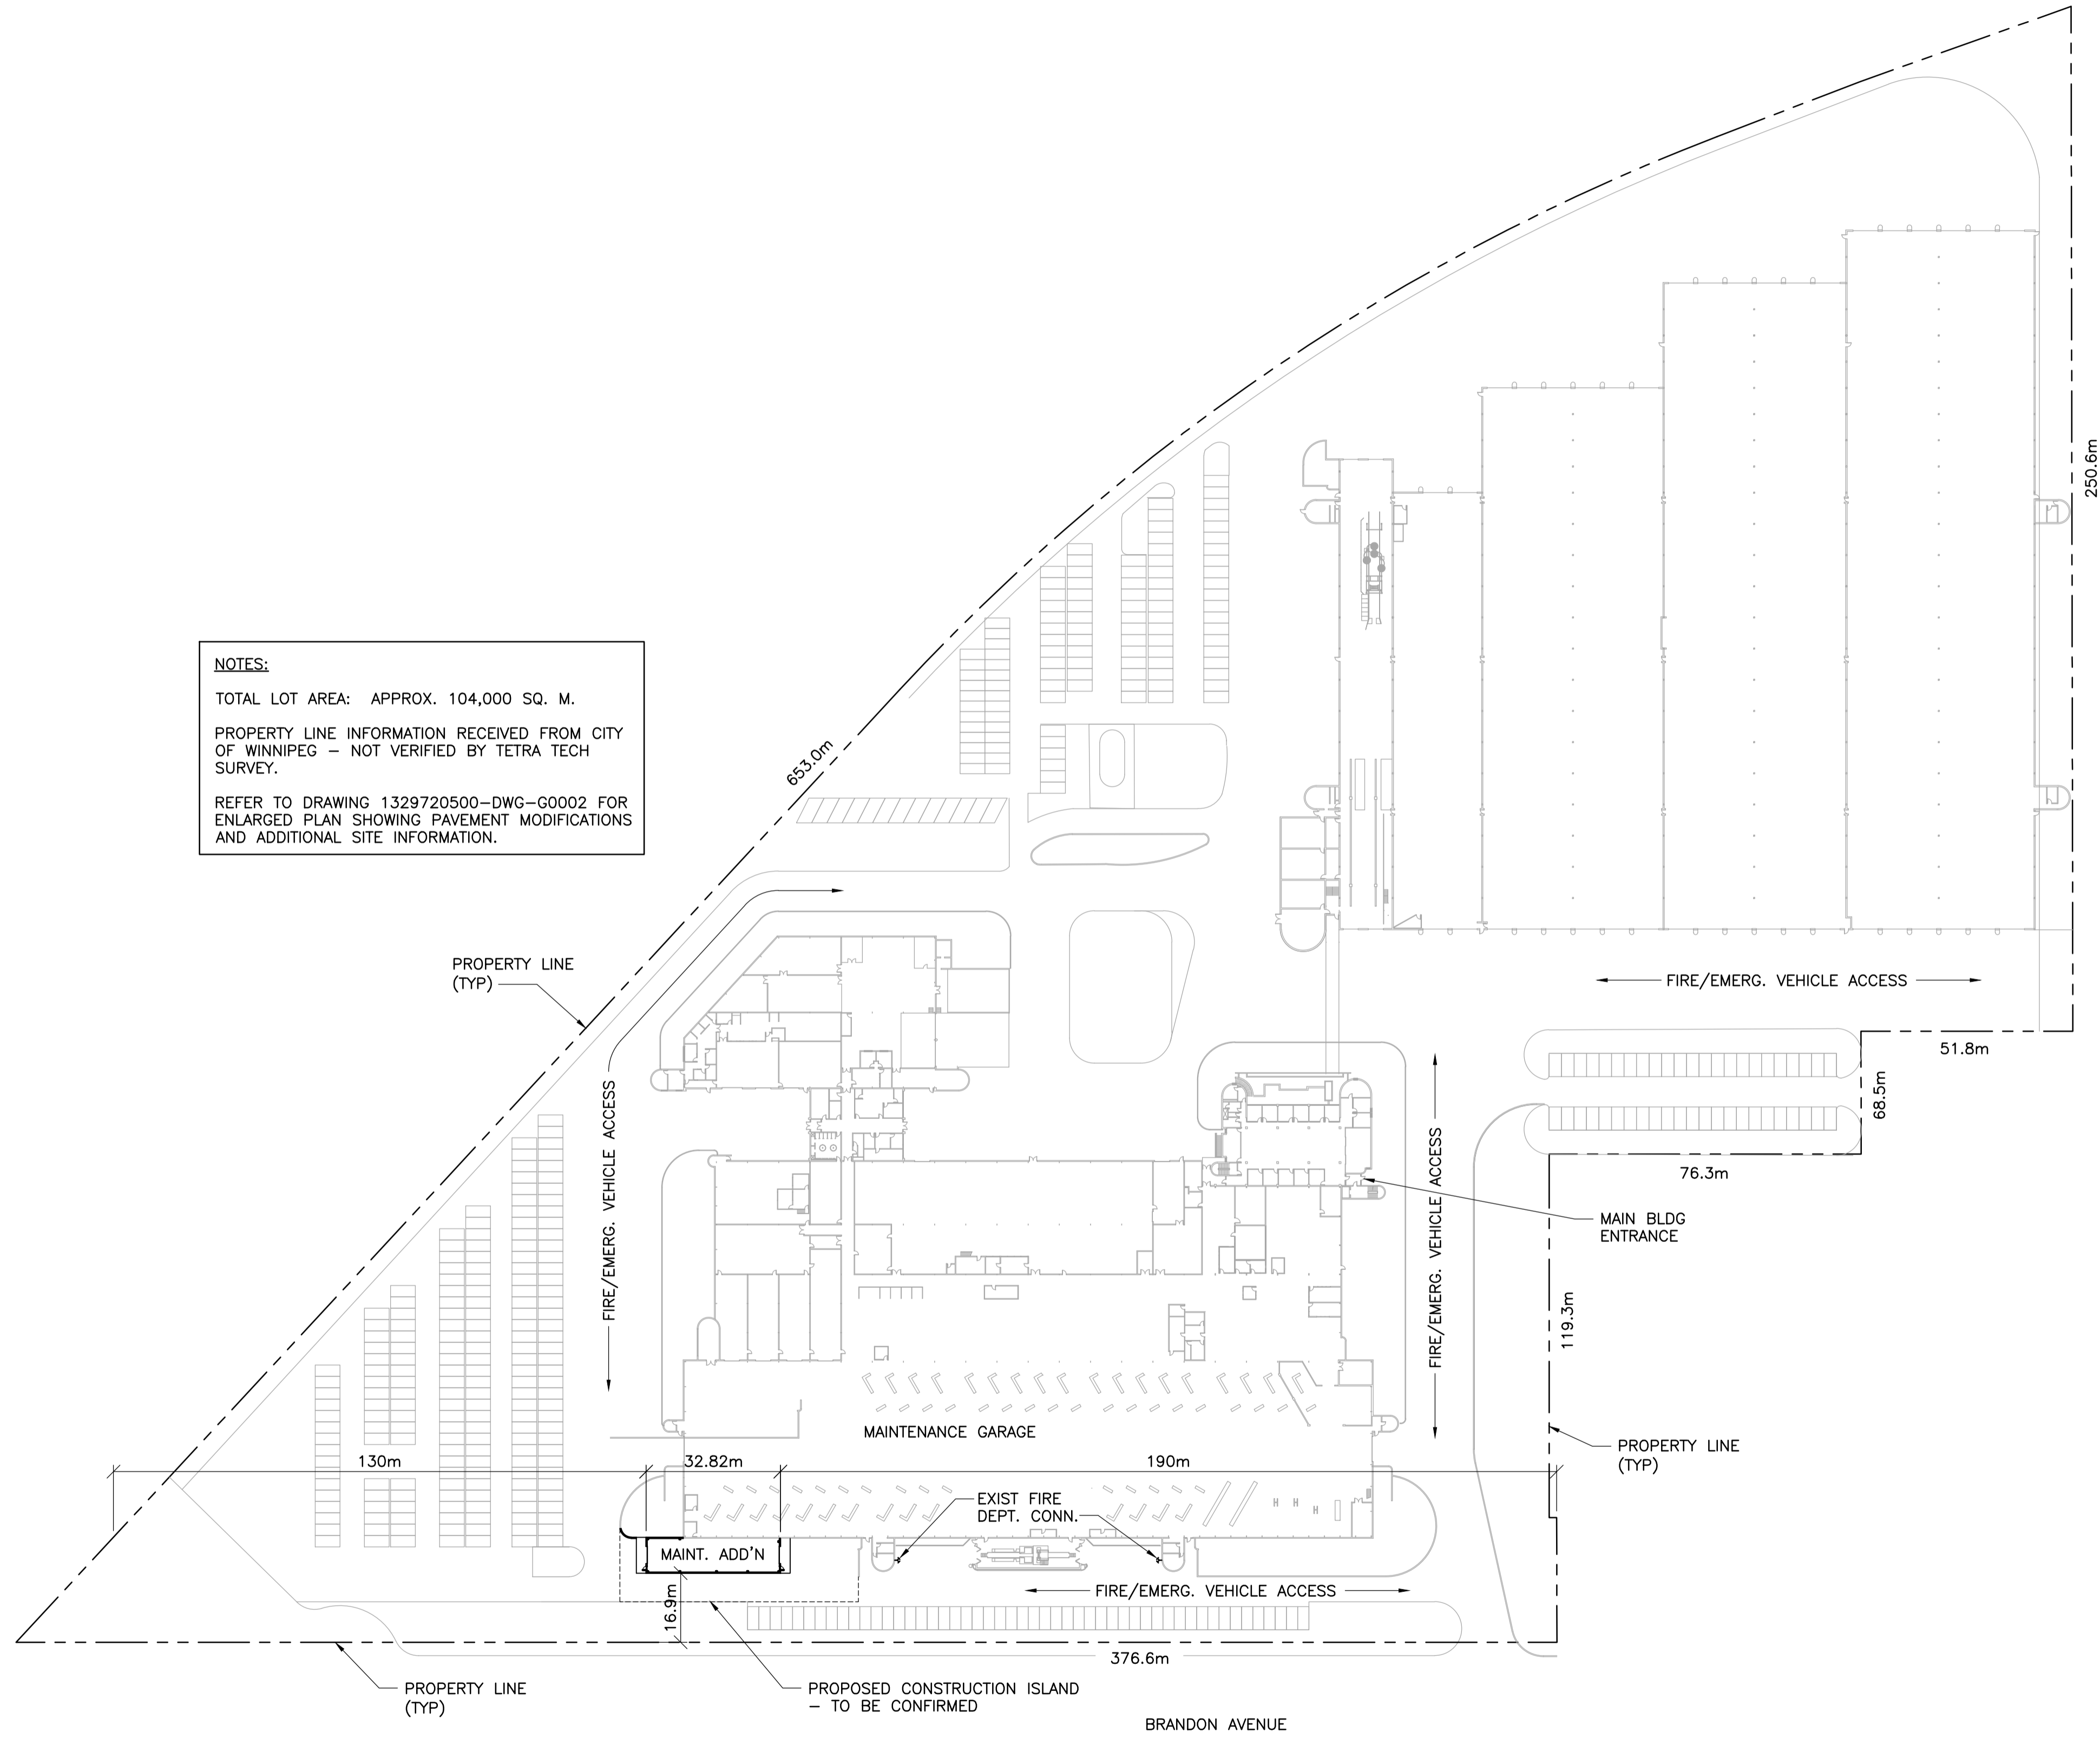 250.6m
NOTES:
TOTAL LOT AREA: APPROX. 104,000 SQ. M.
PROPERTY LINE INFORMATION RECEIVED FROM CITY
OF WINNIPEG – NOT VERIFIED BY TETRA TECH
SURVEY.
REFER TO DRAWING 1329720500-DWG-G0002 FOR
ENLARGED PLAN SHOWING PAVEMENT MODIFICATIONS
AND ADDITIONAL SITE INFORMATION.
653.0m
PROPERTY LINE
(TYP)
FIRE/EMERG. VEHICLE ACCESS
51.8m
68.5m
76.3m
FIRE/EMERG. VEHICLE ACCESS
FIRE/EMERG. VEHICLE ACCESS
MAIN BLDG
ENTRANCE
119.3m
MAINTENANCE GARAGE
PROPERTY LINE
(TYP)
130m
32.82m
190m
EXIST FIRE
DEPT. CONN.
MAINT. ADD'N
FIRE/EMERG. VEHICLE ACCESS
16.9m
376.6m
PROPERTY LINE
(TYP)
PROPOSED CONSTRUCTION ISLAND
– TO BE CONFIRMED
BRANDON AVENUE